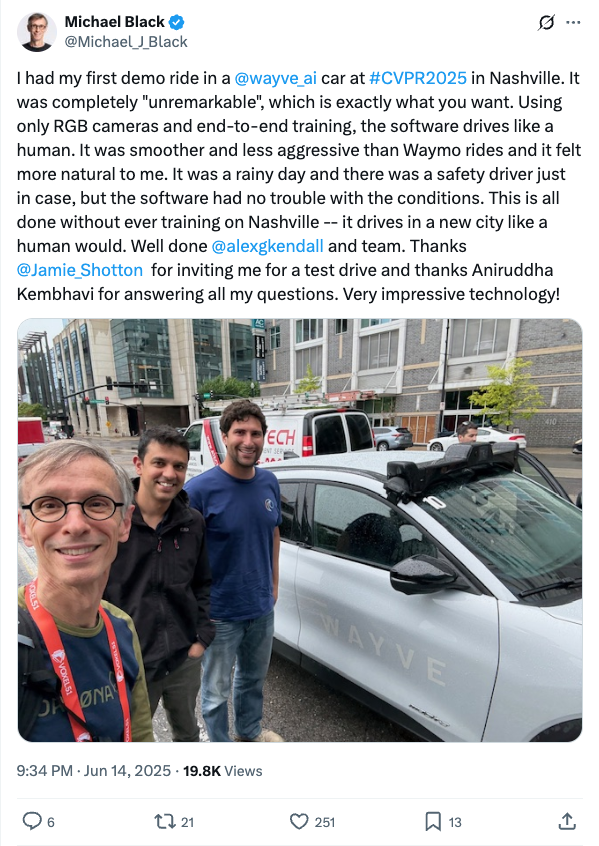 Michael Black
@Michael_J_Black
I had my first demo ride in a @wayve_ai car at #CVPR2025 in Nashville. It
was completely "unremarkable", which is exactly what you want. Using
only RGB cameras and end-to-end training, the software drives like a
human. It was smoother and less aggressive than Waymo rides and it felt
more natural to me. It was a rainy day and there was a safety driver just
in case, but the software had no trouble with the conditions. This is all
done without ever training on Nashville -- it drives in a new city like a
human would. Well done @alexgkendall and team. Thanks
@Jamie_Shotton for inviting me for a test drive and thanks Aniruddha
Kembhavi for answering all my questions. Very impressive technology!
TECH
410
10
WAYVE
VOXEL51
VOXEL51
9:34 PM · Jun 14, 2025 · 19.8K Views
6 21 251 13